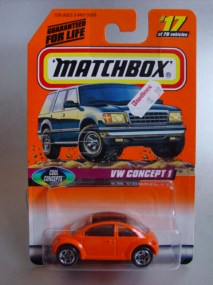 GUARANTEED
FOR LIFE
#17
of 75 vehicles
MATCHBOX
COOL
CONCEPTS
VW CONCEPT 1